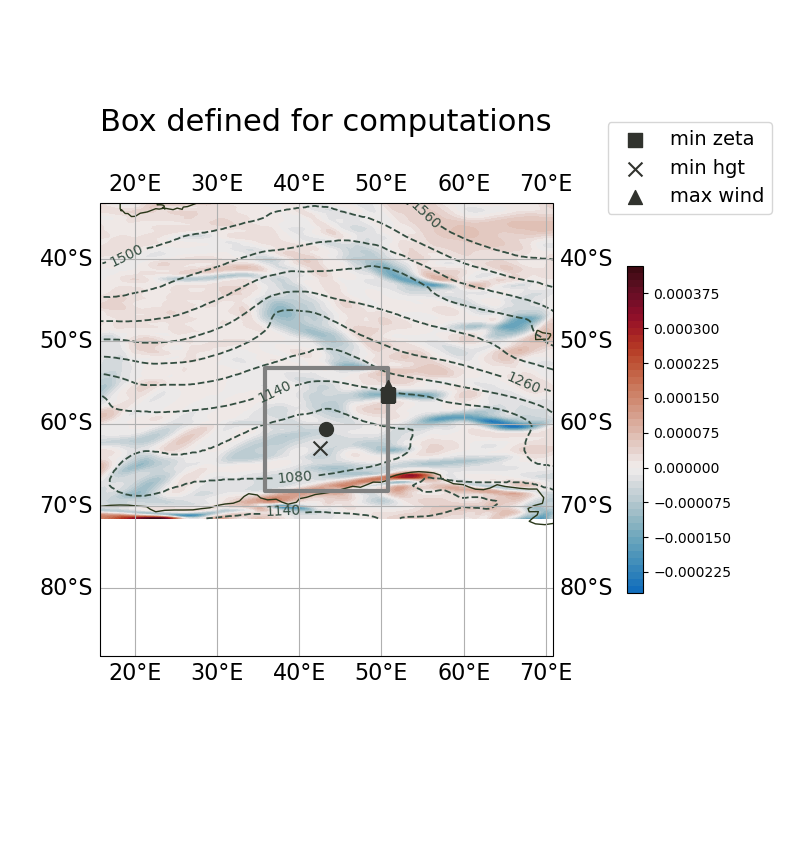 Box defined for computations
min zeta
min hgt
max wind
20°E 30°E 40°E 50°E 60°E 70°E
1500
1560
40°S 40°S
50°S 50°S
1140
1260
60°S 60°S
1080
70°S 70°S
1140
80°S 80°S
20°E 30°E 40°E 50°E 60°E 70°E
0.000375
0.000300
0.000225
0.000150
0.000075
0.000000
−0.000075
−0.000150
−0.000225